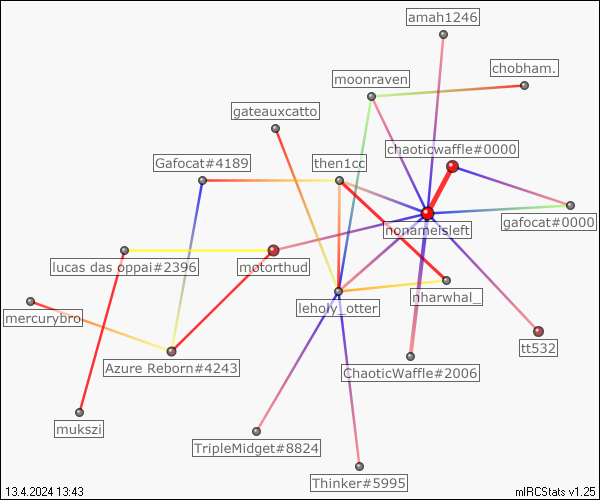 amah1246
chobham.
moonraven
gateauxcatto
chaoticwaffle#0000
Gafocat#4189
then1cc
gafocat#0000
nonameisleft
lucas das oppai#2396
motorthud
nharwhal_
leholy_otter
mercurybro
tt532
Azure Reborn#4243
ChaoticWaffle#2006
mukszi
TripleMidget#8824
Thinker#5995
13.4.2024 13:43
mIRCStats v1.25